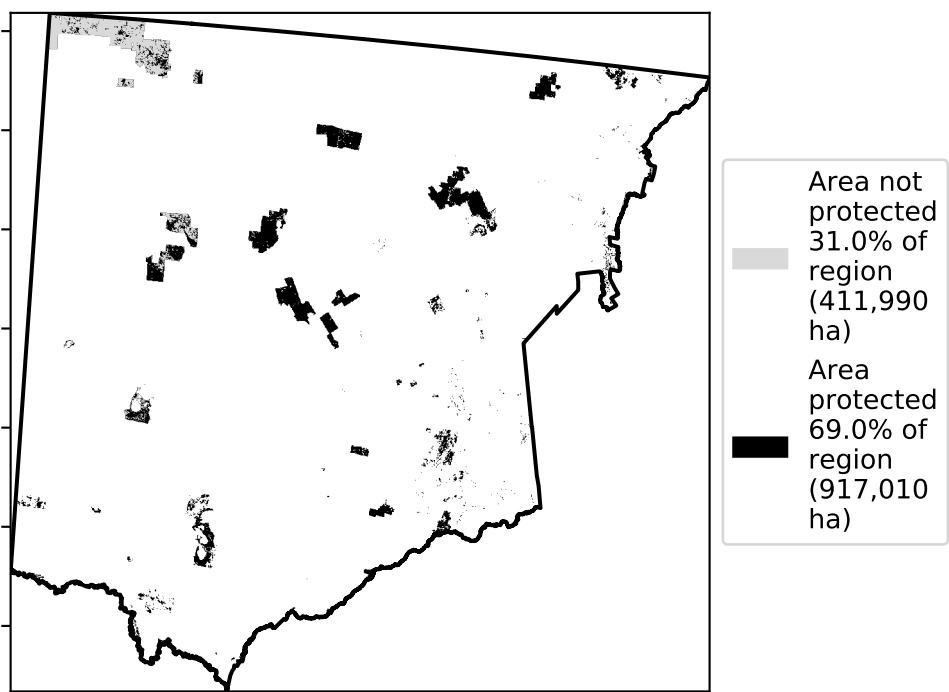 Area not
protected
31.0% of
region
(411,990
ha)
Area
protected
69.0% of
region
(917,010
ha)